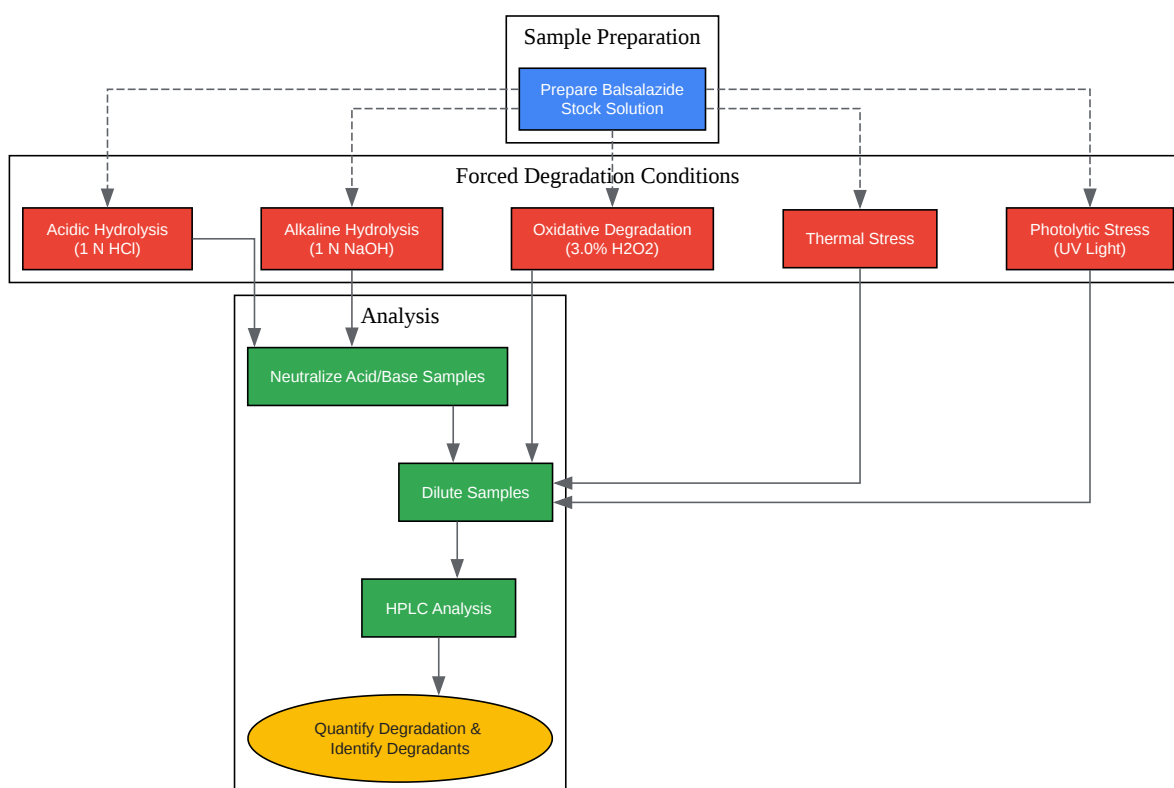 Sample Preparation
Prepare Balsalazide
Stock Solution
Forced Degradation Conditions
Acidic Hydrolysis
(1 N HCl)
Alkaline Hydrolysis
(1 N NaOH)
Oxidative Degradation
(3.0% H2O2)
Thermal Stress
Photolytic Stress
(UV Light)
Analysis
Neutralize Acid/Base Samples
Dilute Samples
HPLC Analysis
Quantify Degradation &
Identify Degradants